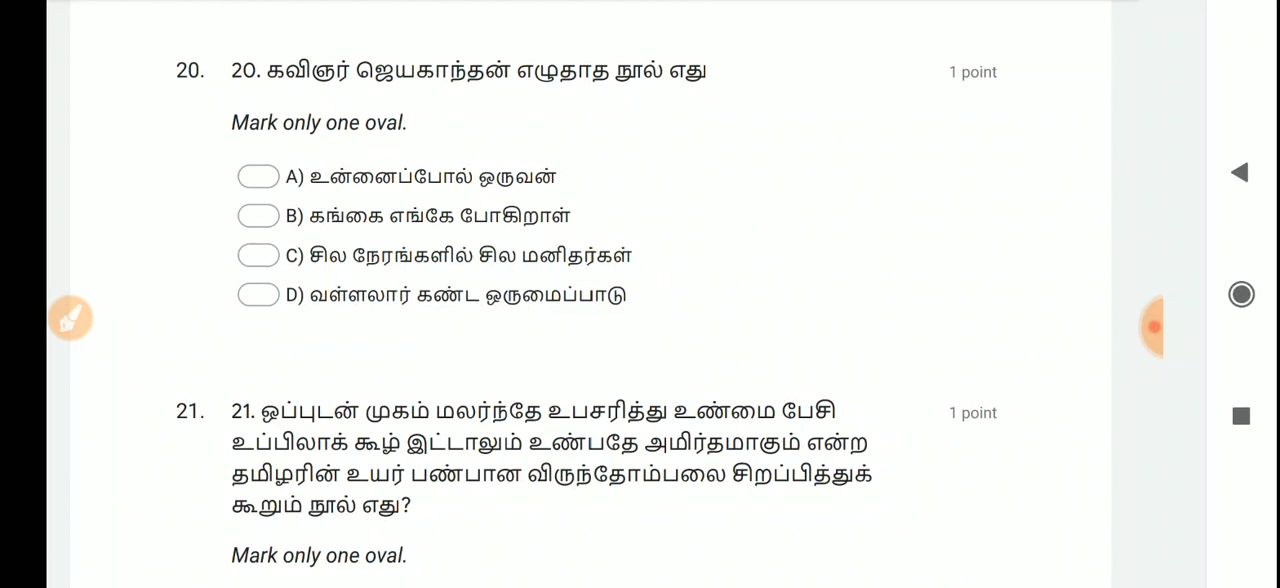 20. 20. கவிஞர் ஜெயகாந்தன் எழுதாத நூல் எது 1 point
Mark only one oval.
A) உன்னைப்போல் ஒருவன்
B) கங்கை எங்கே போகிறாள்
C) சில நேரங்களில் சில மனிதர்கள்
D) வள்ளலார் கண்ட ஒருமைப்பாடு
21. 21. ஒப்புடன் முகம் மலர்ந்தே உபசரித்து உண்மை பேசி 1 point
உப்பிலாக் கூழ் இட்டாலும் உண்பதே அமிர்தமாகும் என்ற
தமிழரின் உயர் பண்பான விருந்தோம்பலை சிறப்பித்துக்
கூறும் நூல் எது?
Mark only one oval.